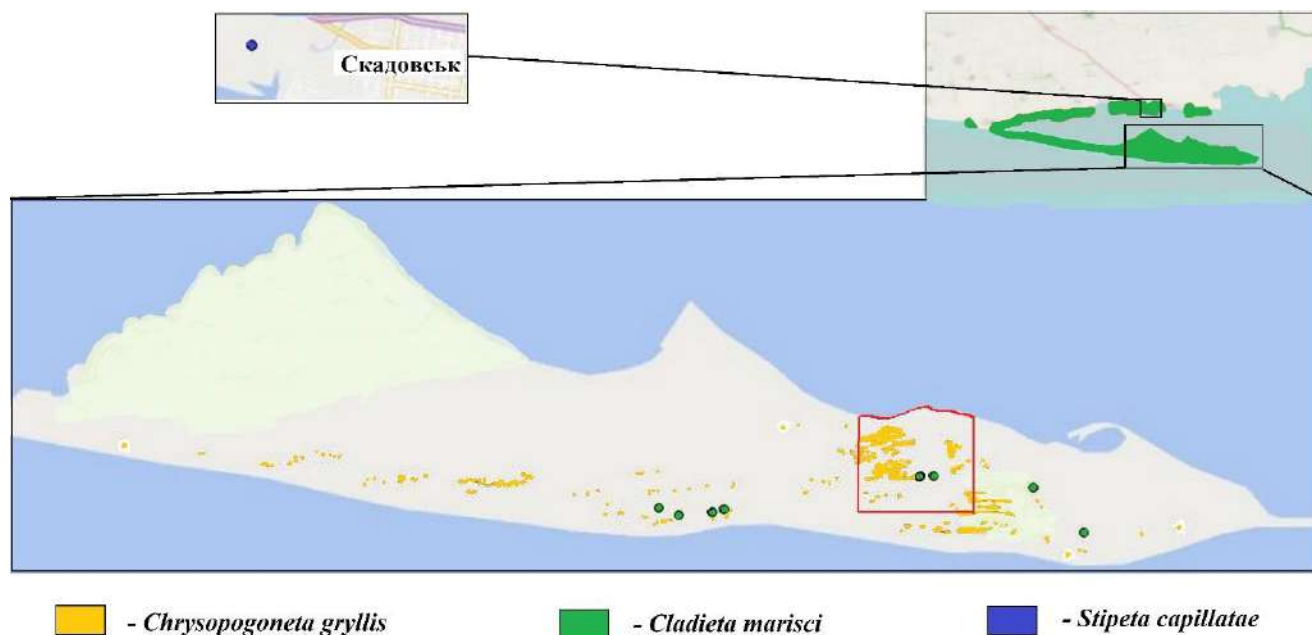 Скадовськ
- Chrysopogoneta gryllis
- Cladieta marisci
- Stipeta capillatae